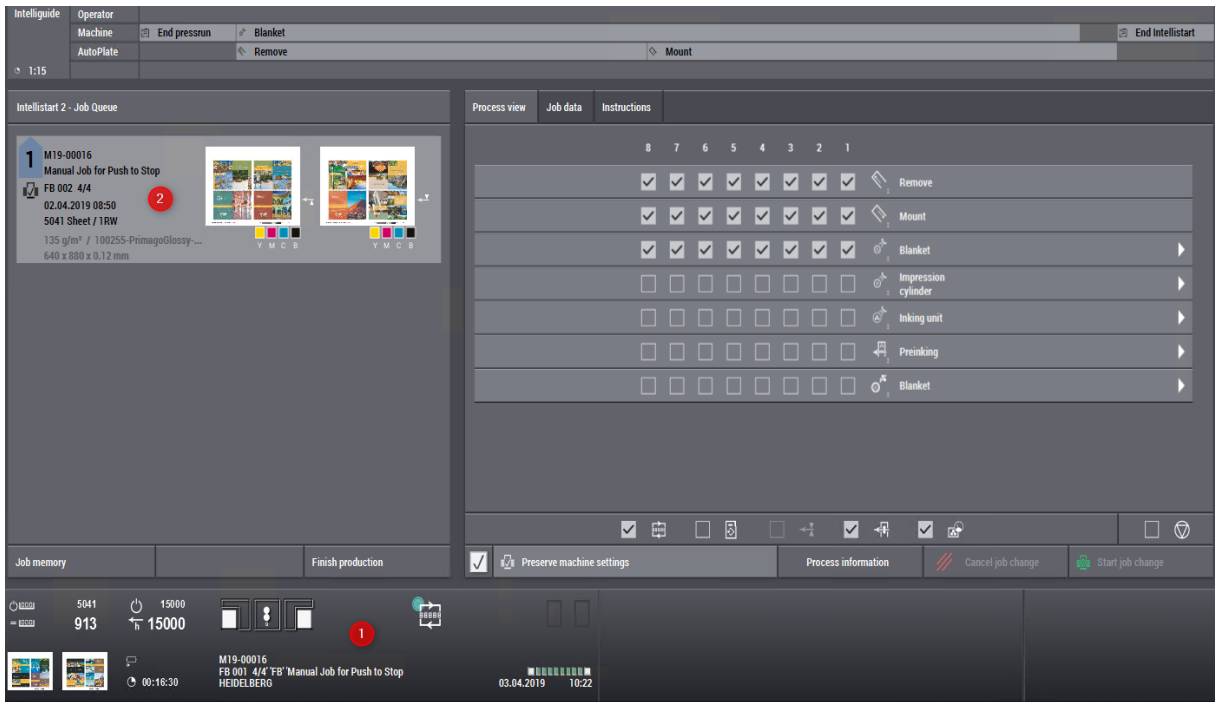 Intelliguide Operator
Machine End pressrun Blanket End Intellistart
AutoPlate Remove Mount
1:15
Intellistart 2 - Job Queue
1 M19-00016
Manual Job for Push to Stop
FB 002 4/4
02.04.2019 08:50
5041 Sheet / 1RW
135 g/m² / 100255-PrimagoGlossy-...
640 x 880 x 0.12 mm
2
Y M C B
Y M C B
Job memory Finish production
Process view Job data Instructions
8 7 6 5 4 3 2 1
Remove
Mount
Blanket
Impression
cylinder
Inking unit
Preinking
Blanket
Preserve machine settings Process information Cancel job change Start job change
5041 15000
913 15000
1
00:16:30
M19-00016
FB 001 4/4 'FB' 'Manual Job for Push to Stop
HEIDELBERG
03.04.2019 10:22